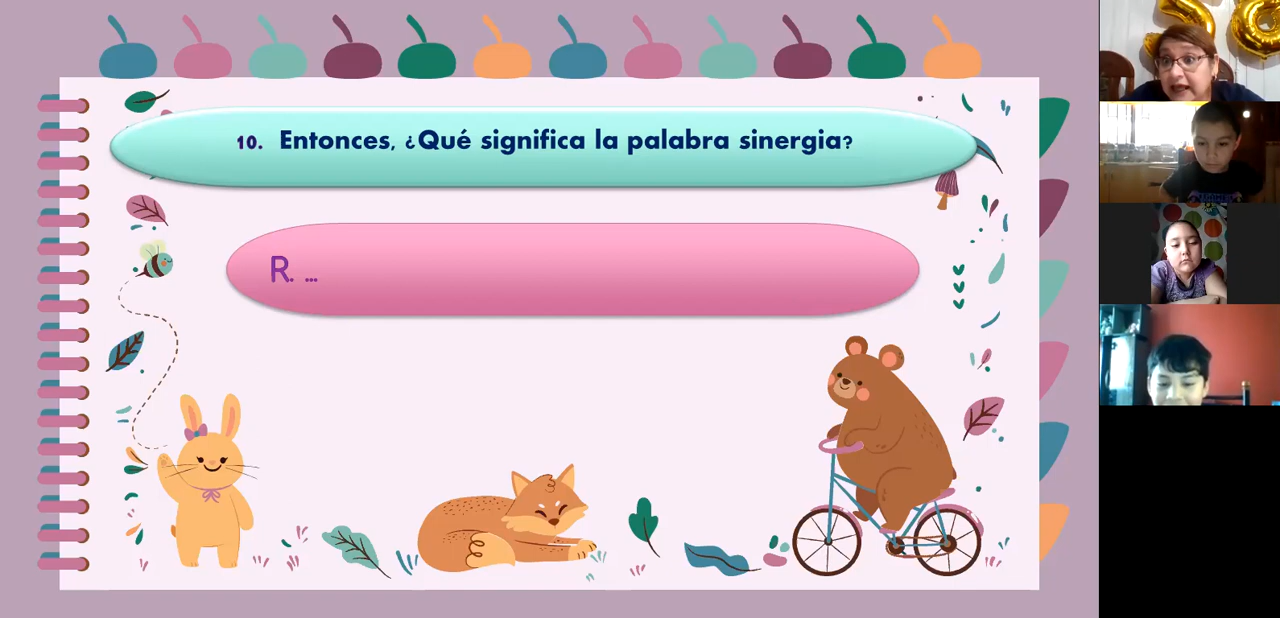 10. Entonces, ¿Qué significa la palabra sinergia?
R. ...